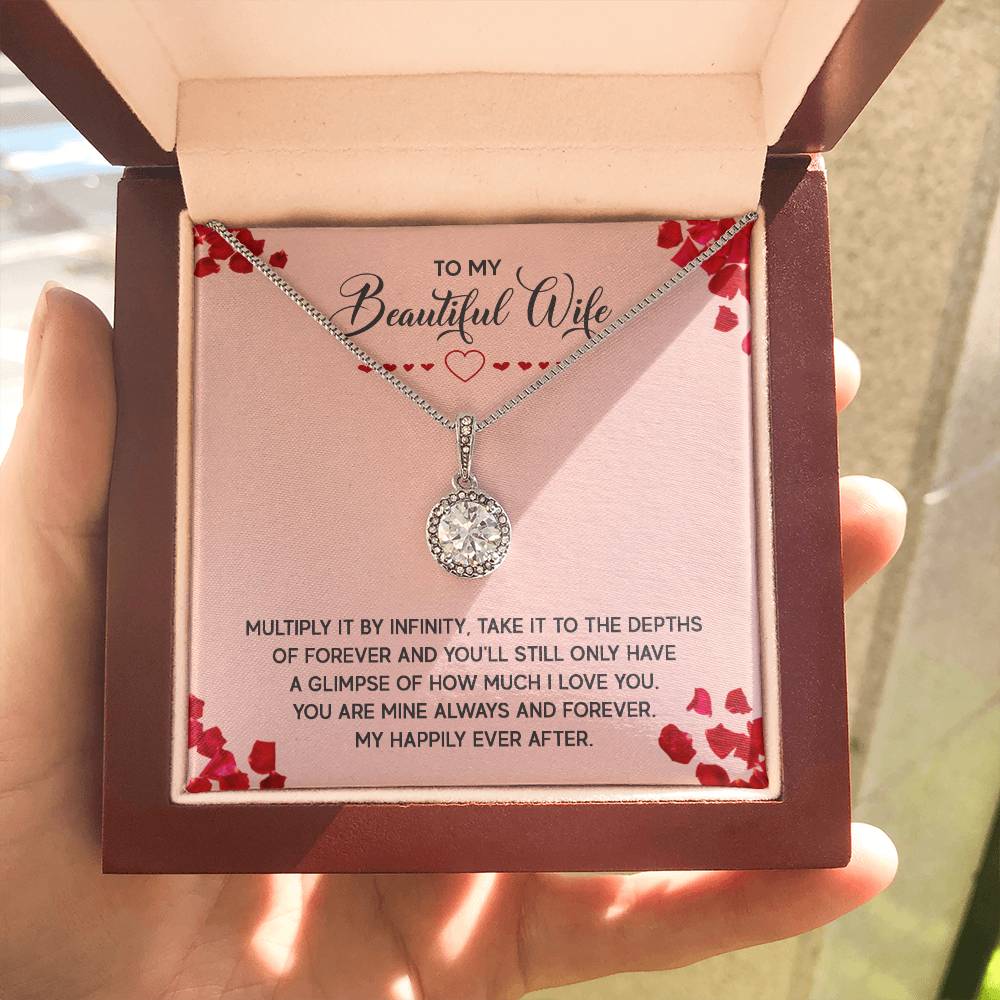 TO MY
Beautiful Wife
MULTIPLY IT BY INFINITY, TAKE IT TO THE DEPTHS
OF FOREVER AND YOU'LL STILL ONLY HAVE
A GLIMPSE OF HOW MUCH I LOVE YOU.
YOU ARE MINE ALWAYS AND FOREVER.
MY HAPPILY EVER AFTER.